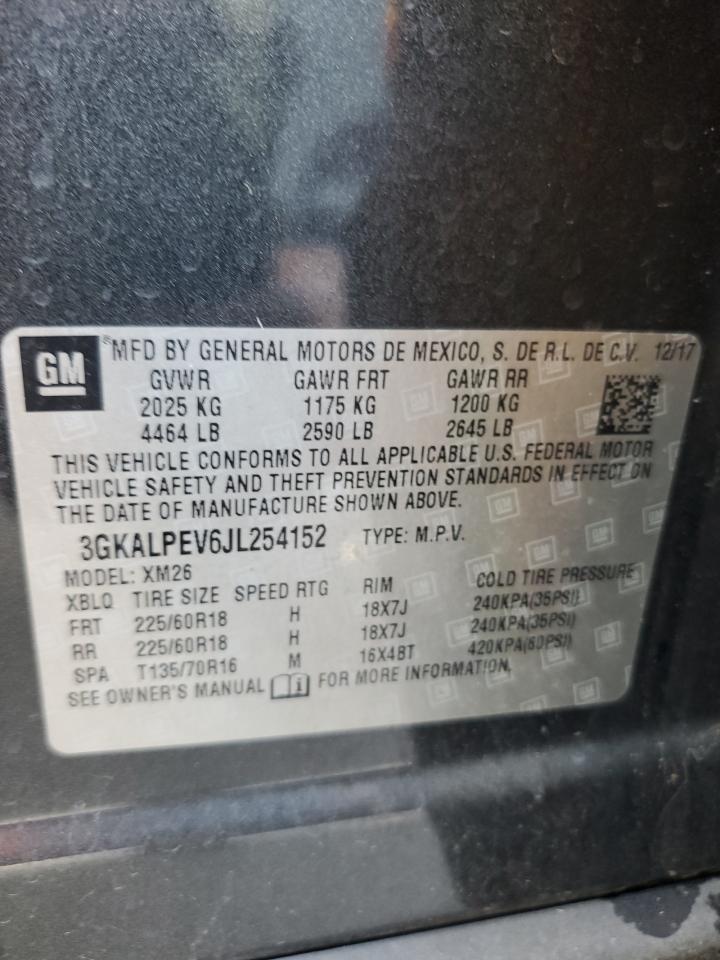 GM
®MFD BY GENERAL MOTORS DE MEXICO, S. DE R.L. DE C.V. 12/17
GVWR GAWR FRT GAWR RR
2025 KG 1175 KG 1200 KG
4464 LB 2590 LB 2645 LB
THIS VEHICLE CONFORMS TO ALL APPLICABLE U.S. FEDERAL MOTOR
VEHICLE SAFETY AND THEFT PREVENTION STANDARDS IN EFFECT ON
THE DATE OF MANUFACTURE SHOWN ABOVE.
3GKALPEV6JL254152 TYPE: M.P.V.
MODEL: XM26
XBLQ TIRE SIZE SPEED RTG RIM COLD TIRE PRESSURE
FRT 225/60R18 H 18X7J 240KPA(35PSI)
RR 225/60R18 H 18X7J 240KPA(35PSI)
SPA T135/70R16 M 16X4BT 420KPA(60PSI)
SEE OWNER'S MANUAL FOR MORE INFORMATION.